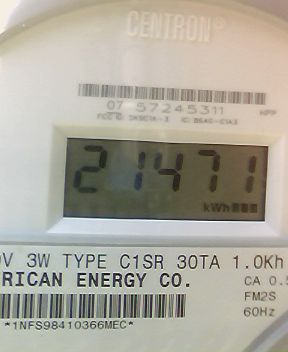 CENTRON®
07 57245311
21471
kWh
V 3W TYPE C1SR 30TA 1.0Kh
RICAN ENERGY CO.
CA 0.5
FM2S
60Hz
*1NFS98410366MEC*